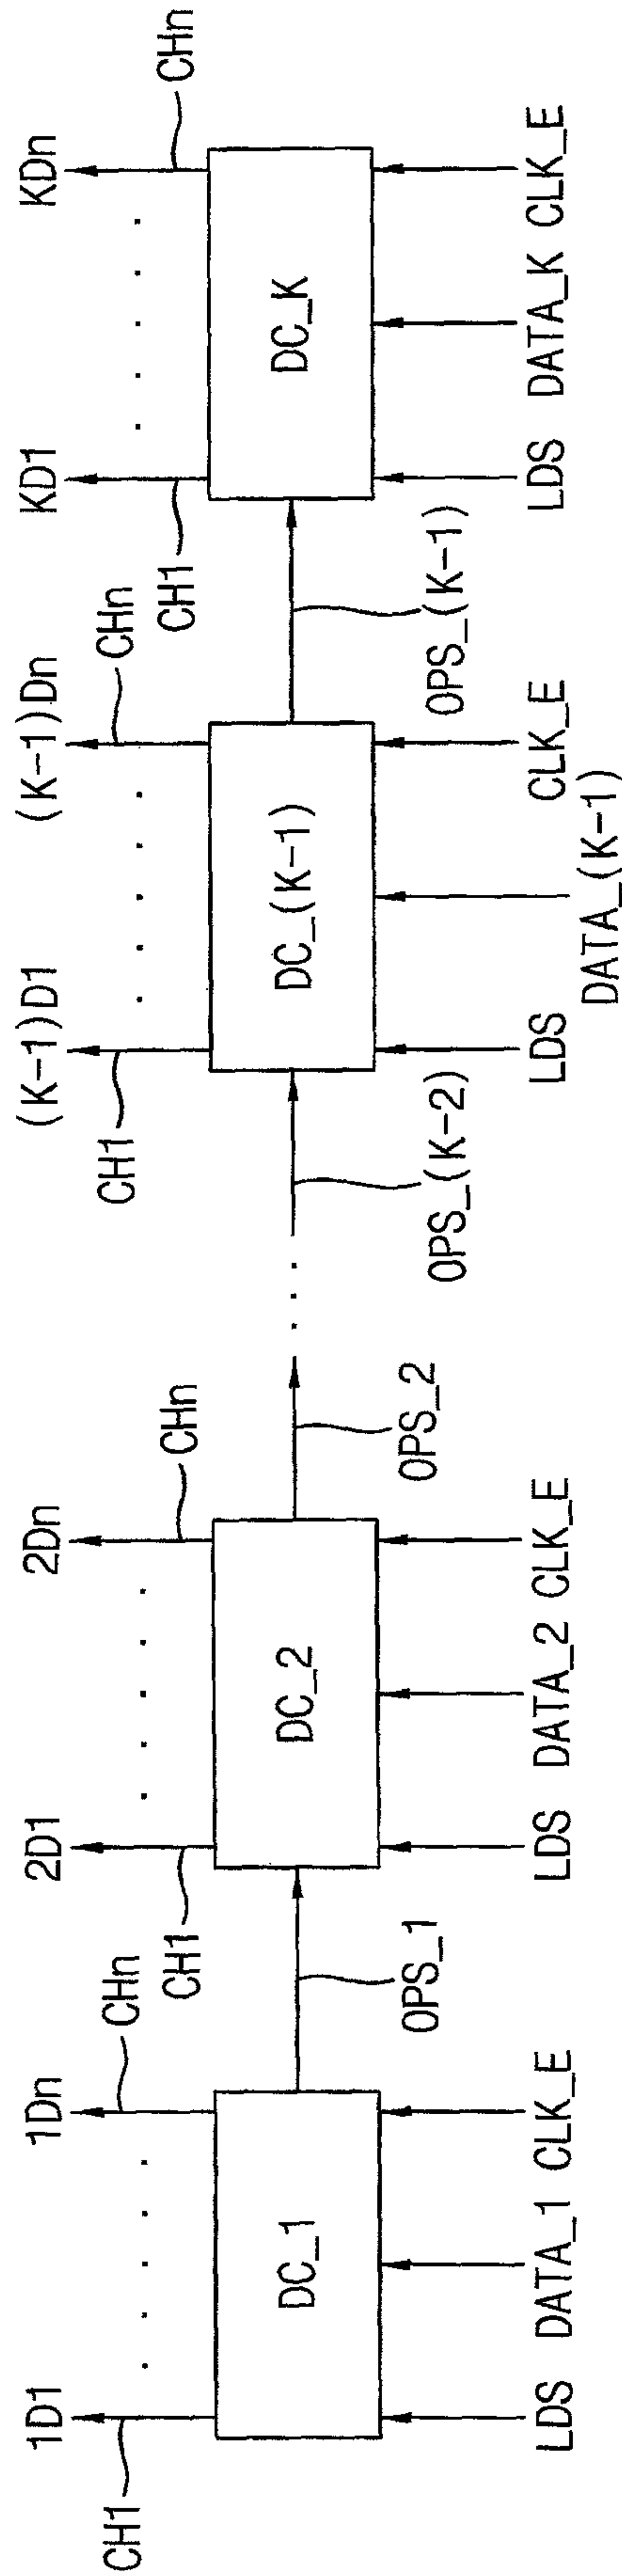 1D1 1Dn 2D1 2Dn (K-1)D1 (K-1)Dn KD1 KDn
CH1 CHn CH1 CHn CH1 CHn CH1 CHn
DC_1 DC_2 DC_(K-1) DC_K
OPS_1 OPS_2 OPS_(K-2) OPS_(K-1)
LDS DATA_1 CLK_E LDS DATA_2 CLK_E LDS DATA_(K-1) CLK_E LDS DATA_K CLK_E